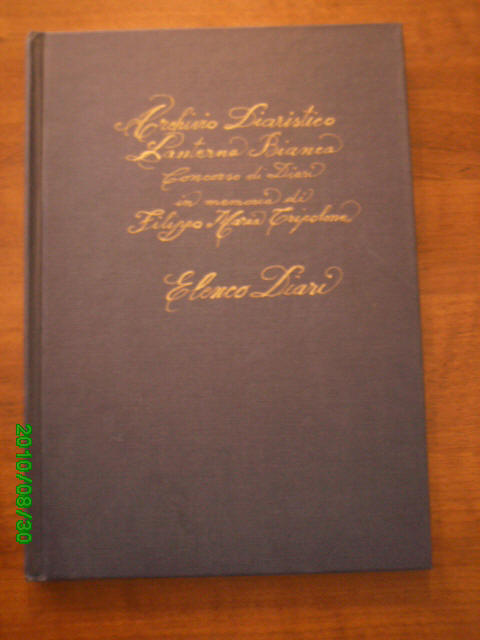 Archivio Diaristico
Lanterna Bianca
Concorso di Diari
in memoria di
Filippo Maria Tripolone
Elenco Diari
2010/08/30